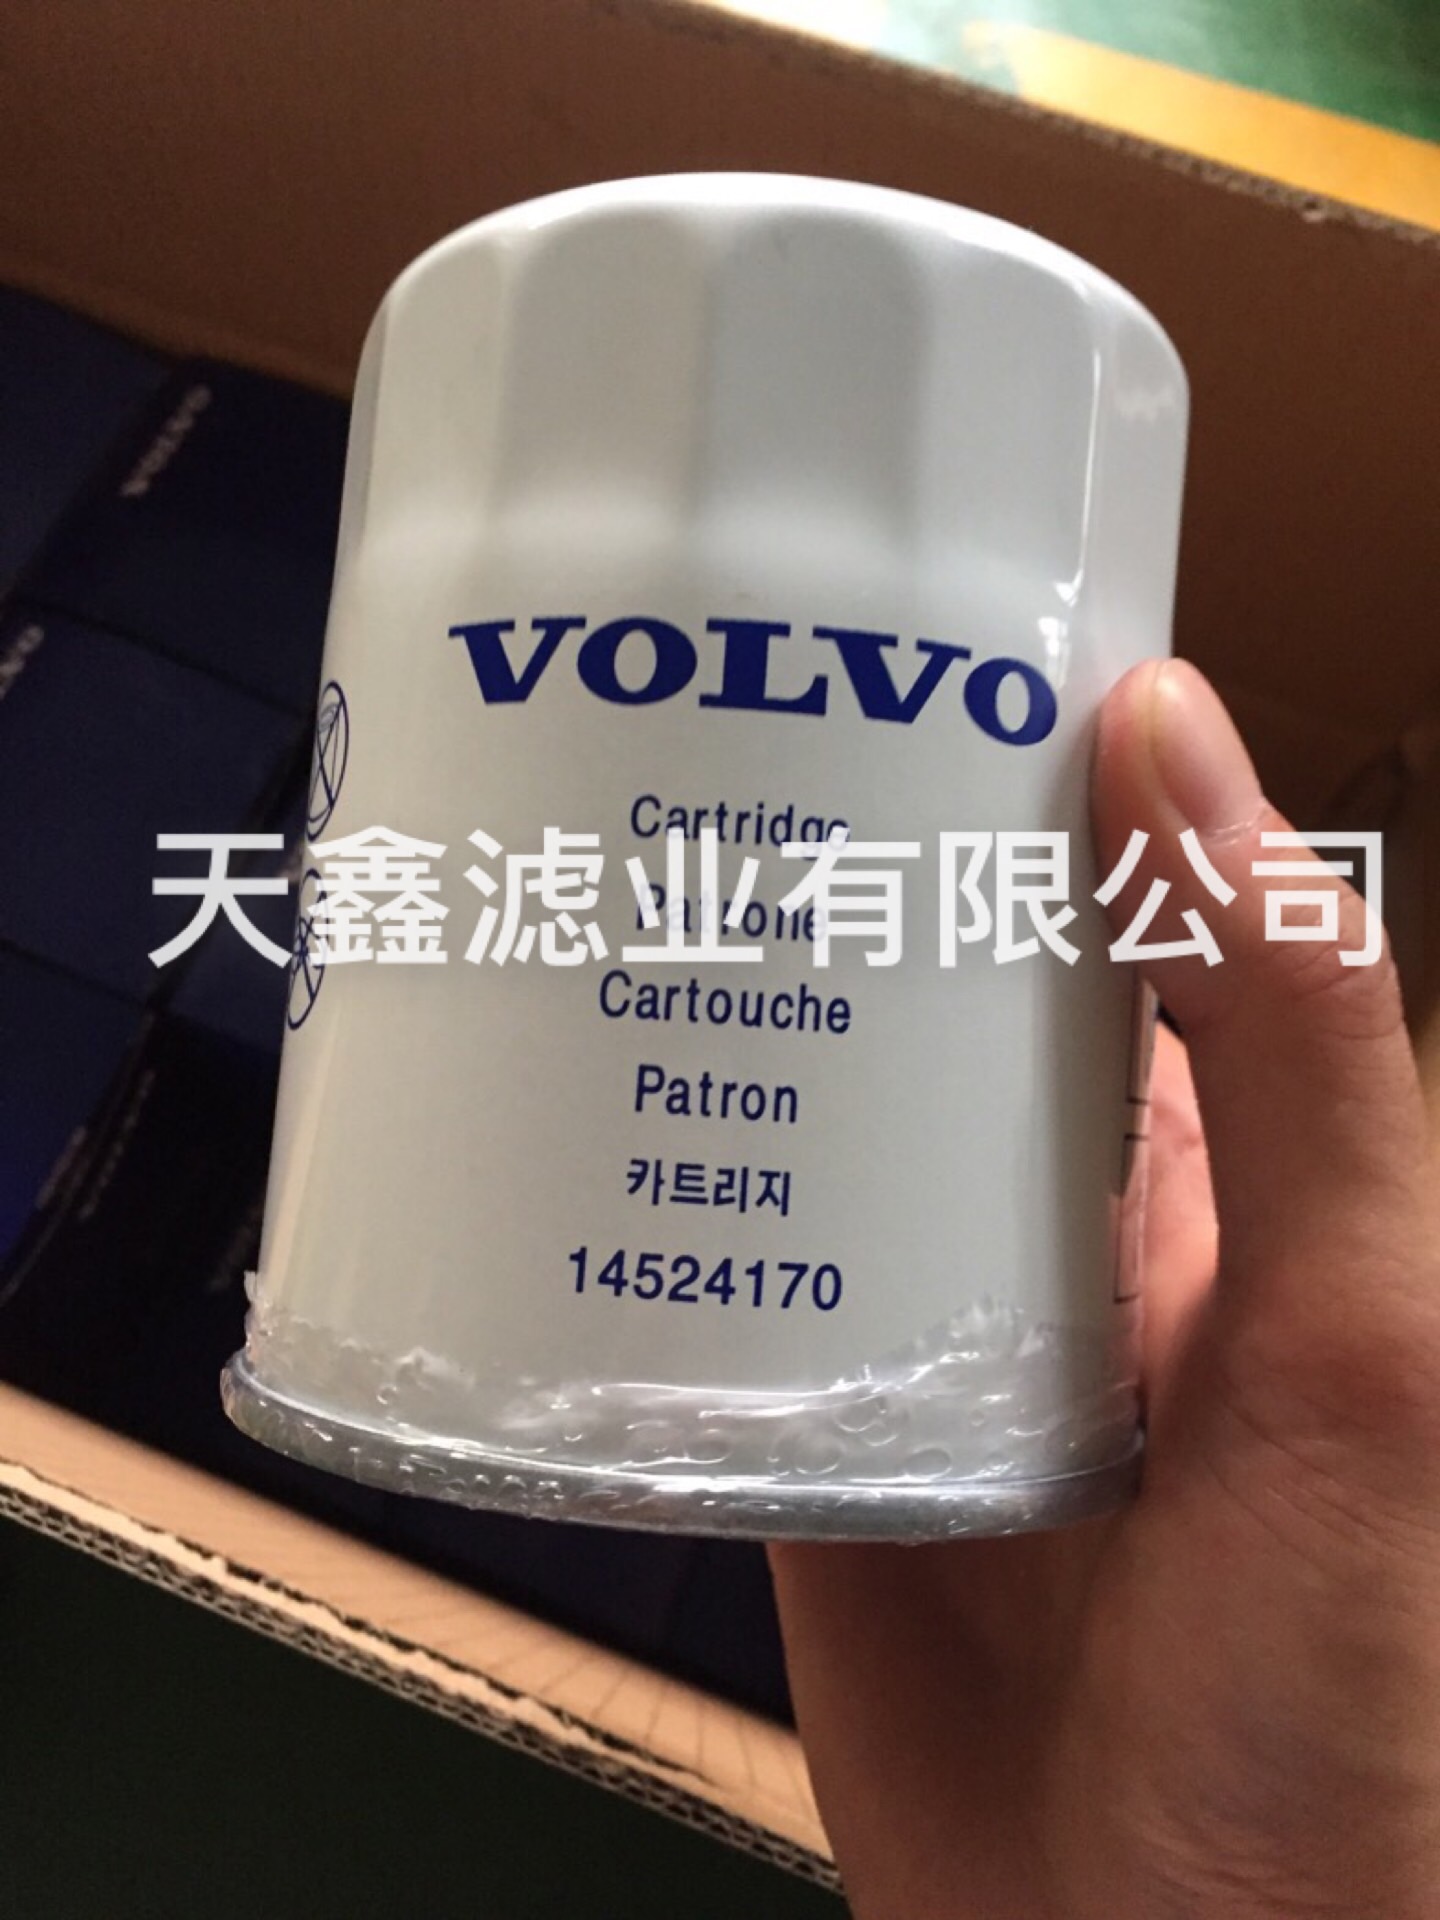 VOLVO
Cartridge
天鑫滤业有限公司
Patrone
Cartouche
Patron
카트리지
14524170